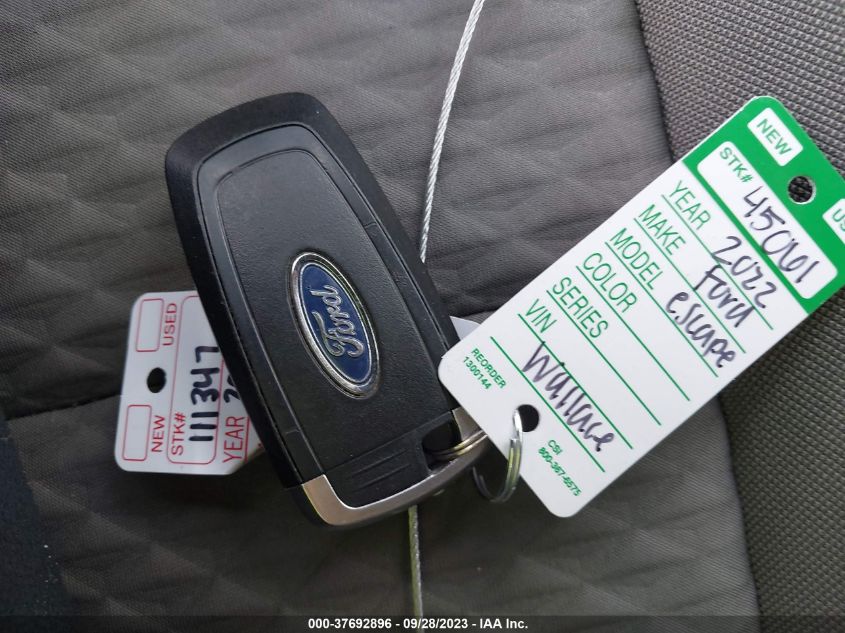 NEW
STK# 45061
YEAR 2022
MAKE Ford
MODEL escape
COLOR
SERIES
VIN Wallace
REORDER
1300144
CSI
800-367-6575
Ford
USED
NEW
STK# 111347
YEAR
000-37692896 - 09/28/2023 - IAA Inc.